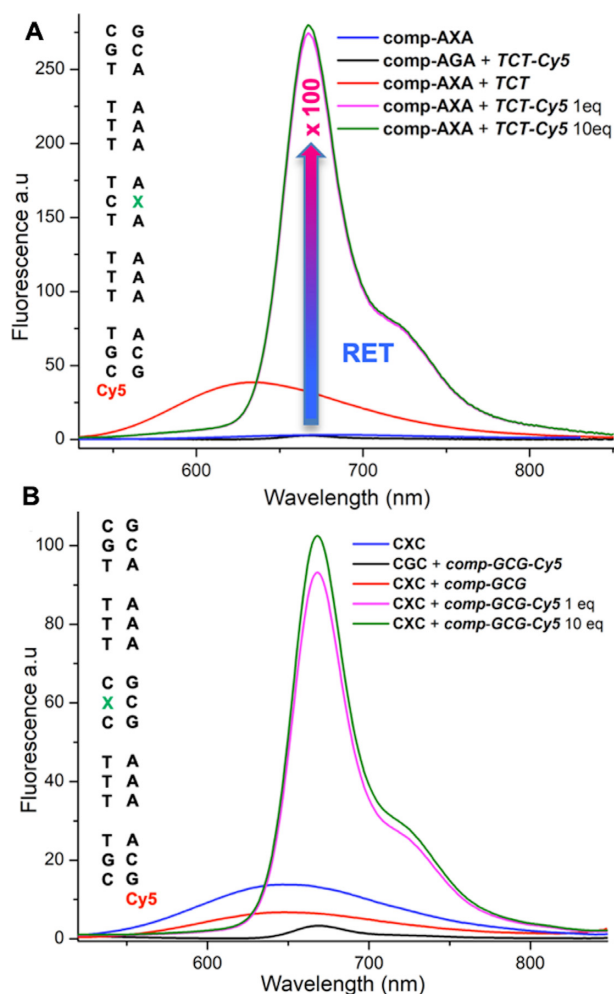 A
C G
G C
T A
T A
T A
T A
T A
C X
T A
T A
T A
T A
T A
G C
C G
Cy5
comp-AXA
comp-AGA + TCT-Cy5
comp-AXA + TCT
comp-AXA + TCT-Cy5 1eq
comp-AXA + TCT-Cy5 10eq
x 100
RET
Fluorescence a.u
250
200
150
100
50
0
600 700 800
Wavelength (nm)
B
C G
G C
T A
T A
T A
T A
C G
X C
C G
T A
T A
T A
T A
G C
C G
Cy5
CXC
CGC + comp-GCG-Cy5
CXC + comp-GCG
CXC + comp-GCG-Cy5 1 eq
CXC + comp-GCG-Cy5 10 eq
Fluorescence a.u
100
80
60
40
20
0
600 700 800
Wavelength (nm)